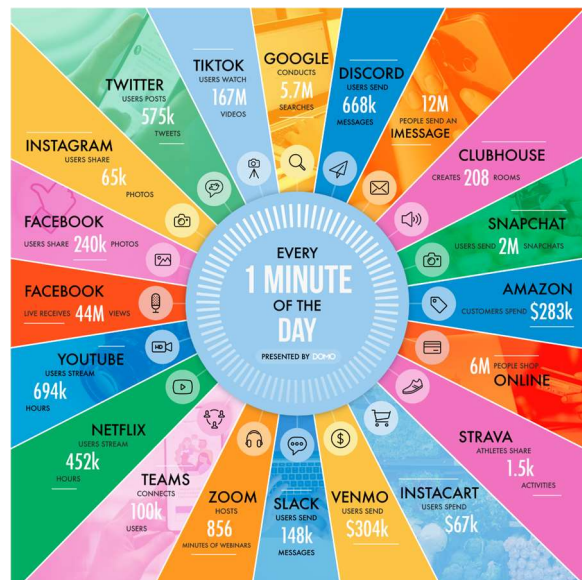 EVERY
1 MINUTE
OF THE
DAY
PRESENTED BY DOMO
GOOGLE
CONDUCTS
5.7M
SEARCHES
DISCORD
USERS SEND
668k
MESSAGES
12M
PEOPLE SEND AN
IMESSAGE
CLUBHOUSE
CREATES 208 ROOMS
SNAPCHAT
USERS SEND 2M SNAPCHATS
AMAZON
CUSTOMERS SPEND $283k
6M PEOPLE SHOP
ONLINE
STRAVA
ATHLETES SHARE
1.5k
ACTIVITIES
INSTACART
USERS SPEND
$67k
VENMO
USERS SEND
$304k
SLACK
USERS SEND
148k
MESSAGES
ZOOM
HOSTS
856
MINUTES OF WEBINARS
TEAMS
CONNECTS
100k
USERS
NETFLIX
USERS STREAM
452k
HOURS
YOUTUBE
USERS STREAM
694k
HOURS
HD
FACEBOOK
LIVE RECEIVES 44M VIEWS
FACEBOOK
USERS SHARE 240k PHOTOS
INSTAGRAM
USERS SHARE
65k
PHOTOS
TWITTER
USERS POSTS
575k
TWEETS
TIKTOK
USERS WATCH
167M
VIDEOS